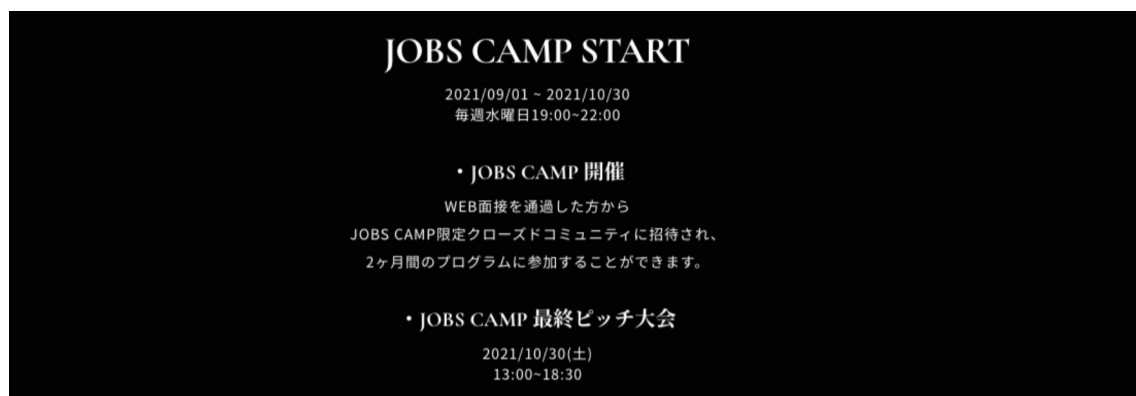 JOBS CAMP START
2021/09/01 ~ 2021/10/30
毎週水曜日19:00~22:00
・JOBS CAMP 開催
WEB面接を通過した方から
JOBS CAMP限定クローズドコミュニティに招待され、
2ヶ月間のプログラムに参加することができます。
・JOBS CAMP 最終ピッチ大会
2021/10/30(土)
13:00~18:30